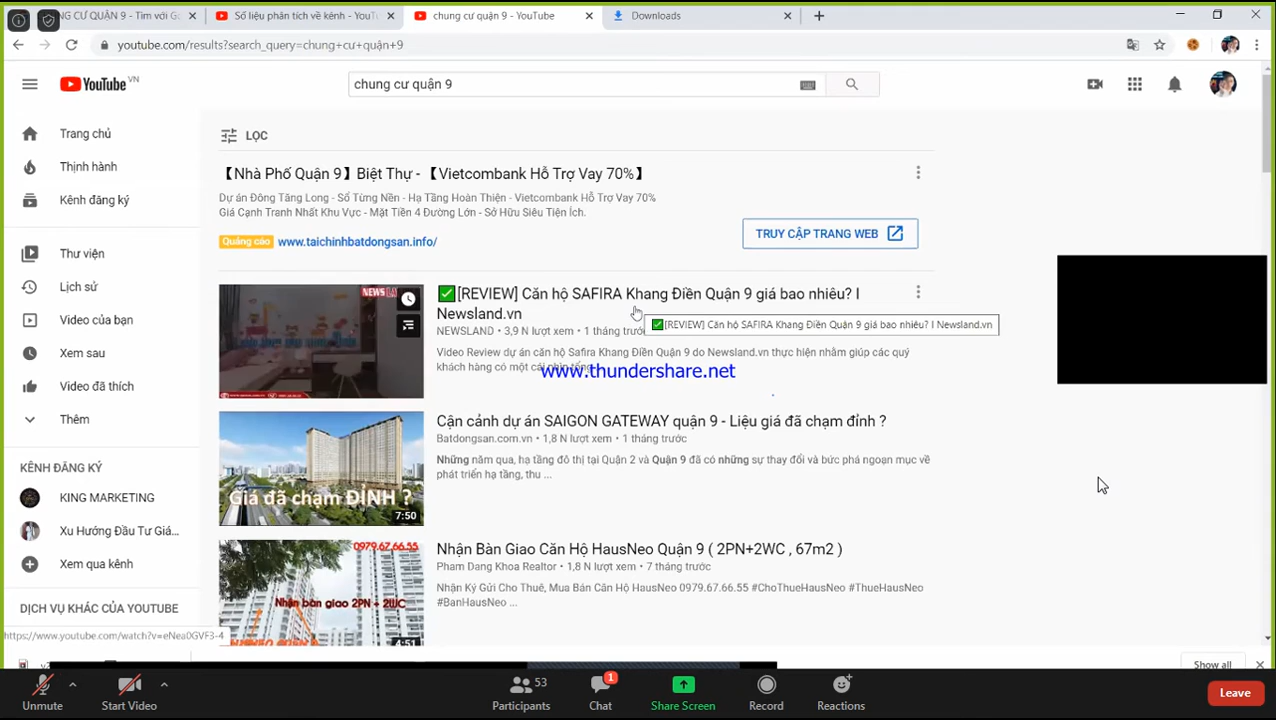 NG CƯ QUẬN 9 - Tìm với Go
Số liệu phân tích về kênh - YouTu
chung cư quận 9 - YouTube
Downloads
youtube.com/results?search_query=chung+cư+quận+9
YouTube VN
chung cư quận 9
Trang chủ
Thịnh hành
Kênh đăng ký
Thư viện
Lịch sử
Video của bạn
Xem sau
Video đã thích
Thêm
KÊNH ĐĂNG KÝ
KING MARKETING
Xu Hướng Đầu Tư Giá...
Xem qua kênh
DỊCH VỤ KHÁC CỦA YOUTUBE
https://www.youtube.com/watch?v=eNea0GVF3-4
LỌC
【Nhà Phố Quận 9】Biệt Thự - 【Vietcombank Hỗ Trợ Vay 70%】
Dự án Đông Tăng Long - Sổ Từng Nền - Hạ Tầng Hoàn Thiện - Vietcombank Hỗ Trợ Vay 70%
Giá Cạnh Tranh Nhất Khu Vực - Mặt Tiền 4 Đường Lớn - Sở Hữu Siêu Tiện Ích.
Quảng cáo www.taichinhbatdongsan.info/
TRUY CẬP TRANG WEB
✅[REVIEW] Căn hộ SAFIRA Khang Điền Quận 9 giá bao nhiêu? I
Newsland.vn
NEWSLAND • 3,9 N lượt xem • 1 tháng trước
✅[REVIEW] Căn hộ SAFIRA Khang Điền Quận 9 giá bao nhiêu? I Newsland.vn
Video Review dự án căn hộ Safira Khang Điền Quận 9 do Newsland.vn thực hiện nhằm giúp các quý
khách hàng có một cái nhìn tổng
www.thundershare.net
Cận cảnh dự án SAIGON GATEWAY quận 9 - Liệu giá đã chạm đỉnh ?
Batdongsan.com.vn • 1,8 N lượt xem • 1 tháng trước
Những năm qua, hạ tầng đô thị tại Quận 2 và Quận 9 đã có những sự thay đổi và bức phá ngoạn mục về
phát triển hạ tầng, thu ...
Giá đã chạm ĐỈNH ?
7:50
Nhận Bàn Giao Căn Hộ HausNeo Quận 9 ( 2PN+2WC , 67m2 )
Pham Dang Khoa Realtor • 1,8 N lượt xem • 7 tháng trước
Nhận Ký Gửi Cho Thuê, Mua Bán Căn Hộ HausNeo 0979.67.66.55 #ChoThueHausNeo #ThueHausNeo
#BanHausNeo ...
0979.67.66.55
Nhận bàn giao 2PN + 2WC
4:51
Show all
Unmute
Start Video
53
Participants
1
Chat
Share Screen
Record
Reactions
Leave